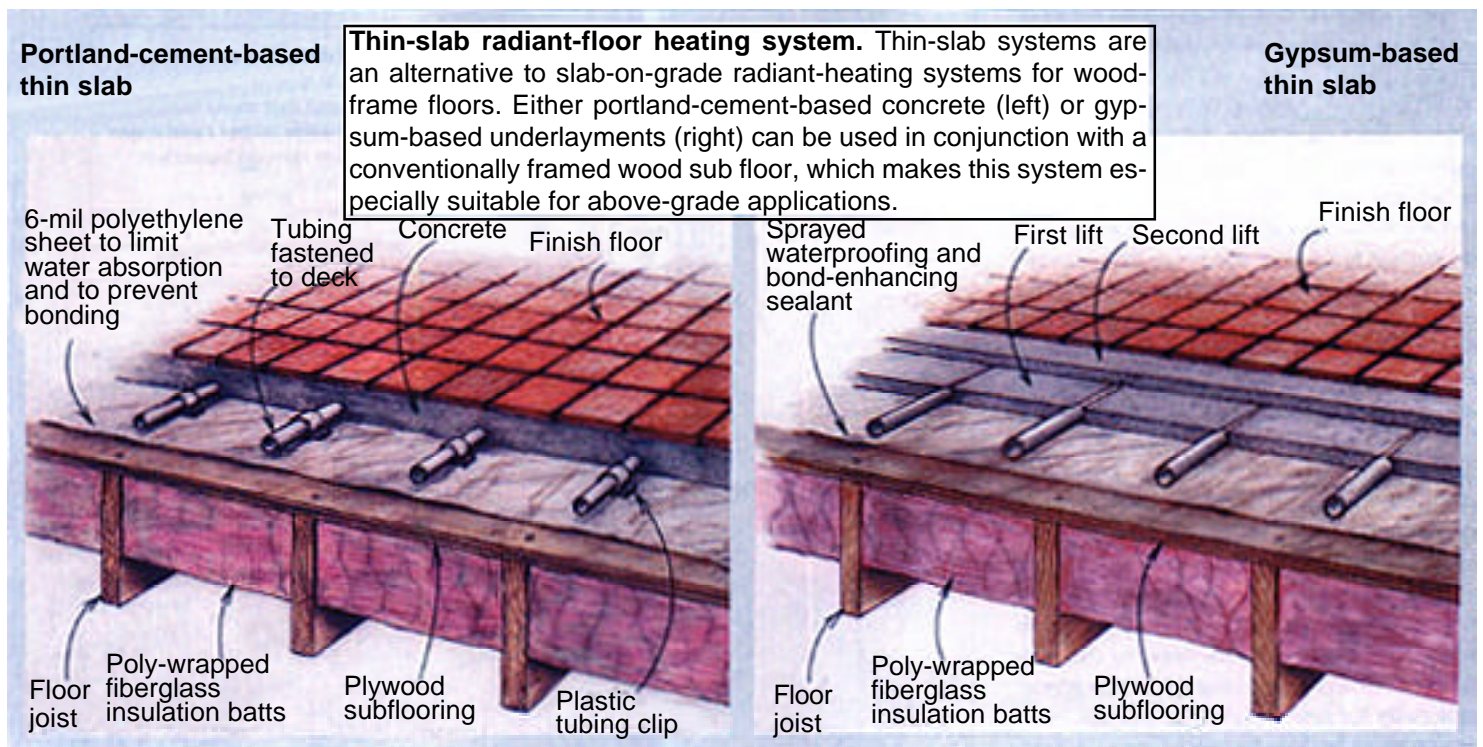 Portland-cement-based
thin slab
Thin-slab radiant-floor heating system. Thin-slab systems are
an alternative to slab-on-grade radiant-heating systems for wood-
frame floors. Either portland-cement-based concrete (left) or gyp-
sum-based underlayments (right) can be used in conjunction with a
conventionally framed wood sub floor, which makes this system es-
pecially suitable for above-grade applications.
Gypsum-based
thin slab
6-mil polyethylene
sheet to limit
water absorption
and to prevent
bonding
Tubing
fastened
to deck
Concrete
Finish floor
Floor
joist
Poly-wrapped
fiberglass
insulation batts
Plywood
subflooring
Plastic
tubing clip
Sprayed
waterproofing and
bond-enhancing
sealant
First lift
Second lift
Finish floor
Floor
joist
Poly-wrapped
fiberglass
insulation batts
Plywood
subflooring